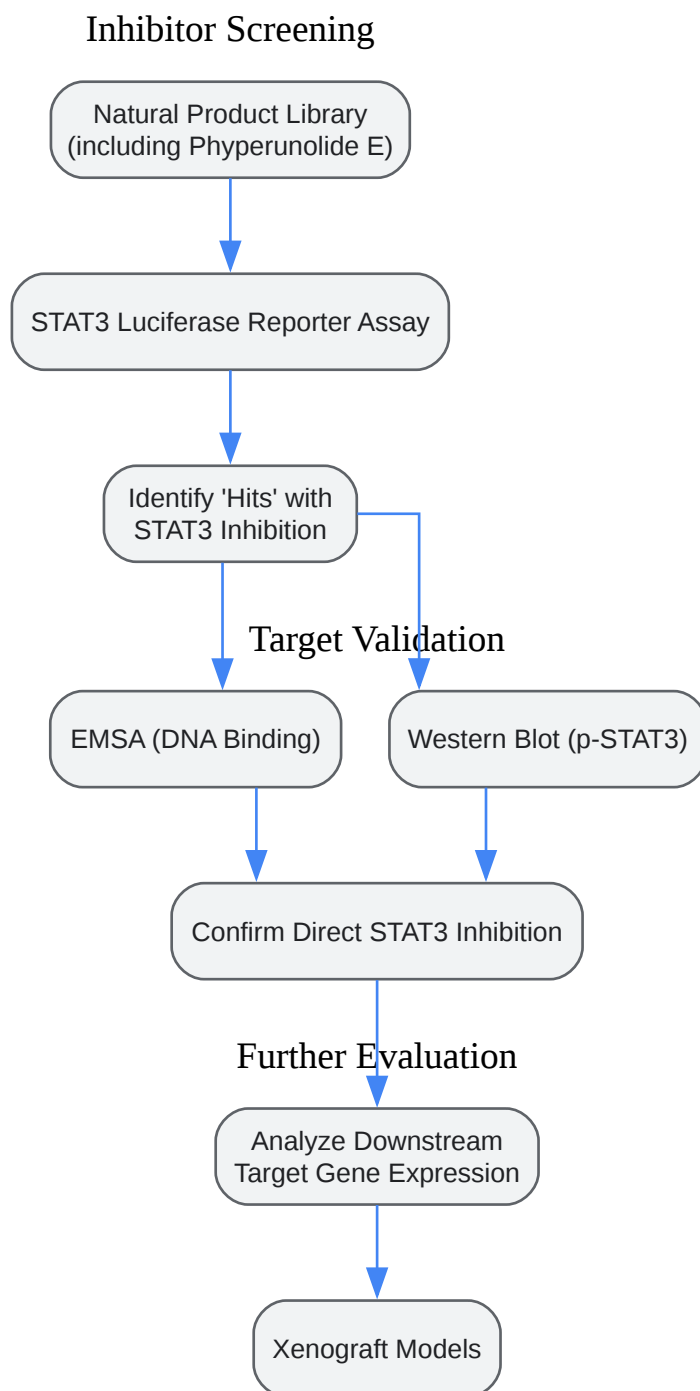 Inhibitor Screening
Natural Product Library
(including Phyperunolide E)
STAT3 Luciferase Reporter Assay
Identify 'Hits' with
STAT3 Inhibition
Target Validation
EMSA (DNA Binding)
Western Blot (p-STAT3)
Confirm Direct STAT3 Inhibition
Further Evaluation
Analyze Downstream
Target Gene Expression
Xenograft Models